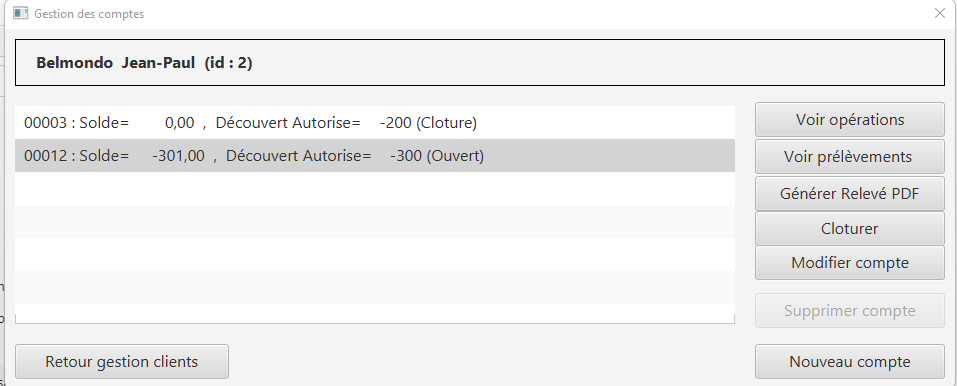 Gestion des comptes
Belmondo Jean-Paul (id : 2)
00003 : Solde= 0,00 , Découvert Autorise= -200 (Cloture)
00012 : Solde= -301,00 , Découvert Autorise= -300 (Ouvert)
Voir opérations
Voir prélèvements
Générer Relevé PDF
Cloturer
Modifier compte
Supprimer compte
Retour gestion clients
Nouveau compte